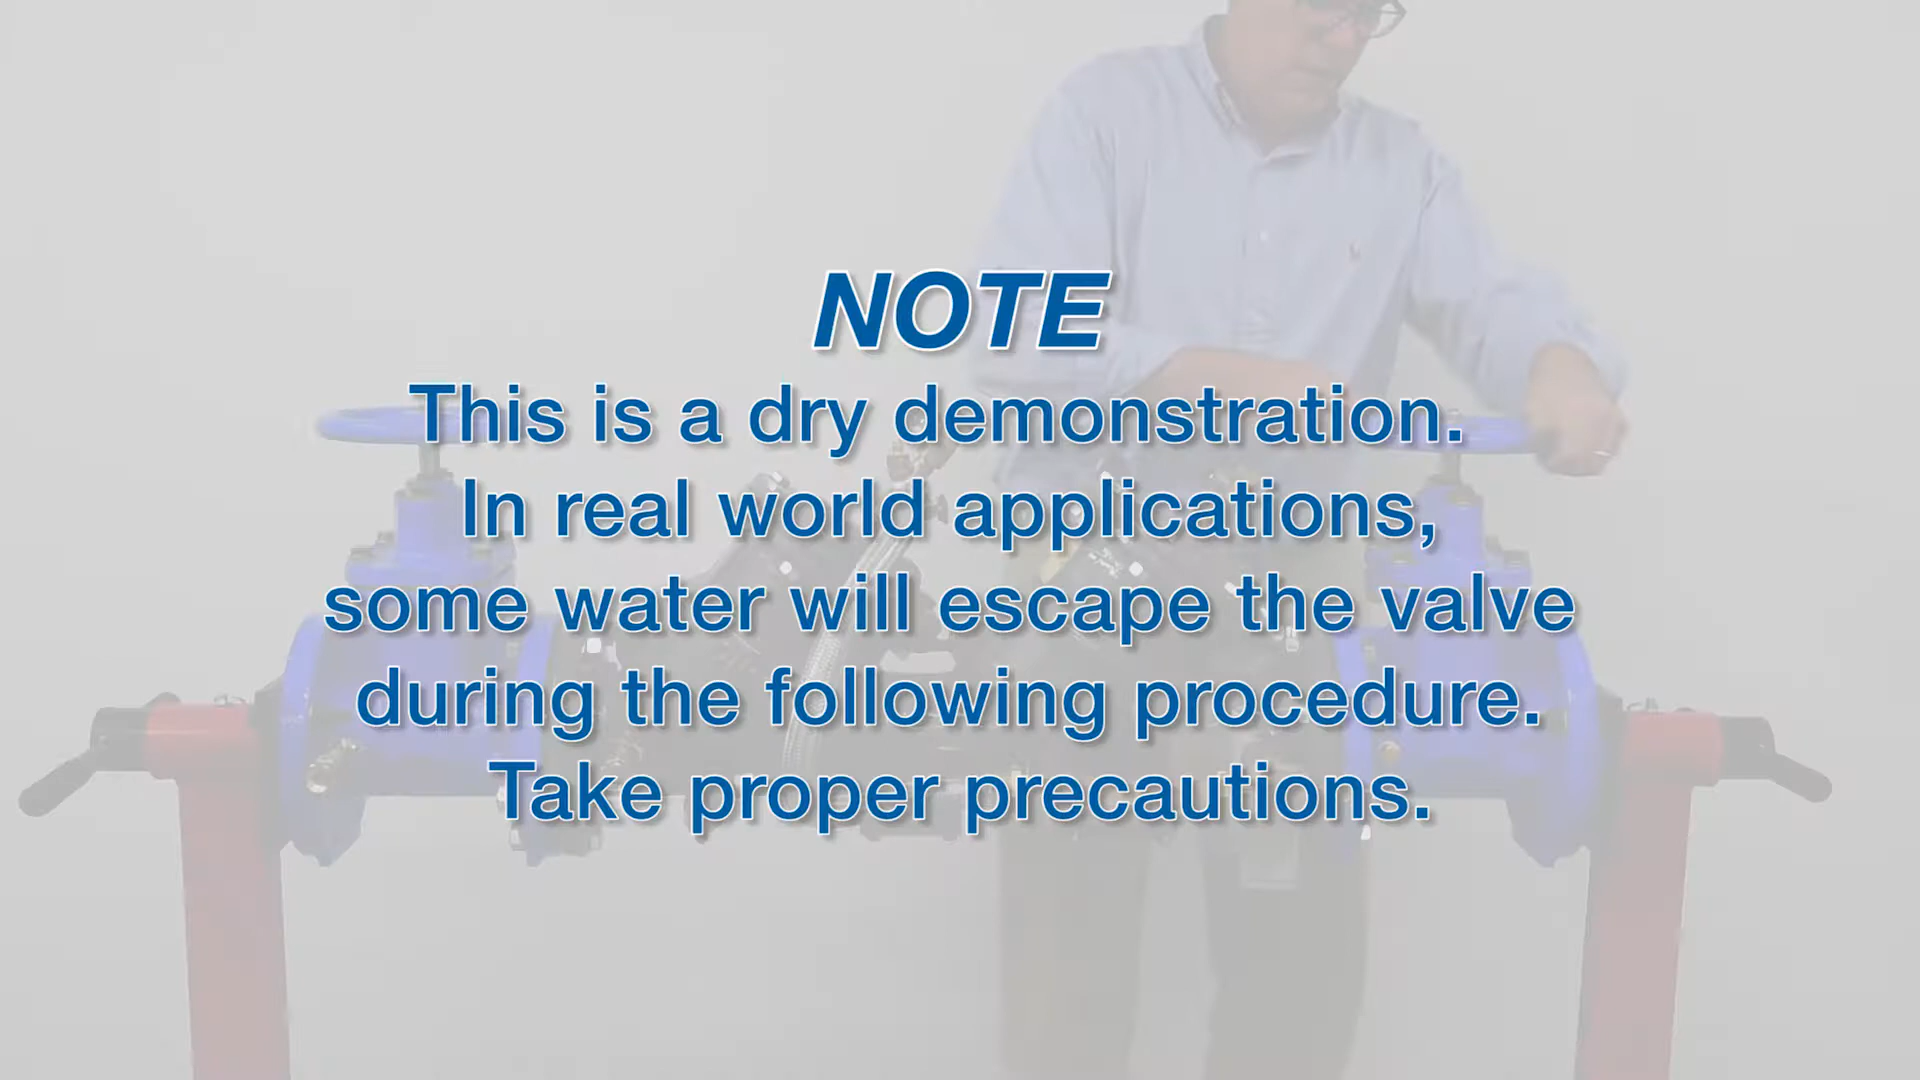 NOTE
This is a dry demonstration.
In real world applications,
some water will escape the valve
during the following procedure.
Take proper precautions.